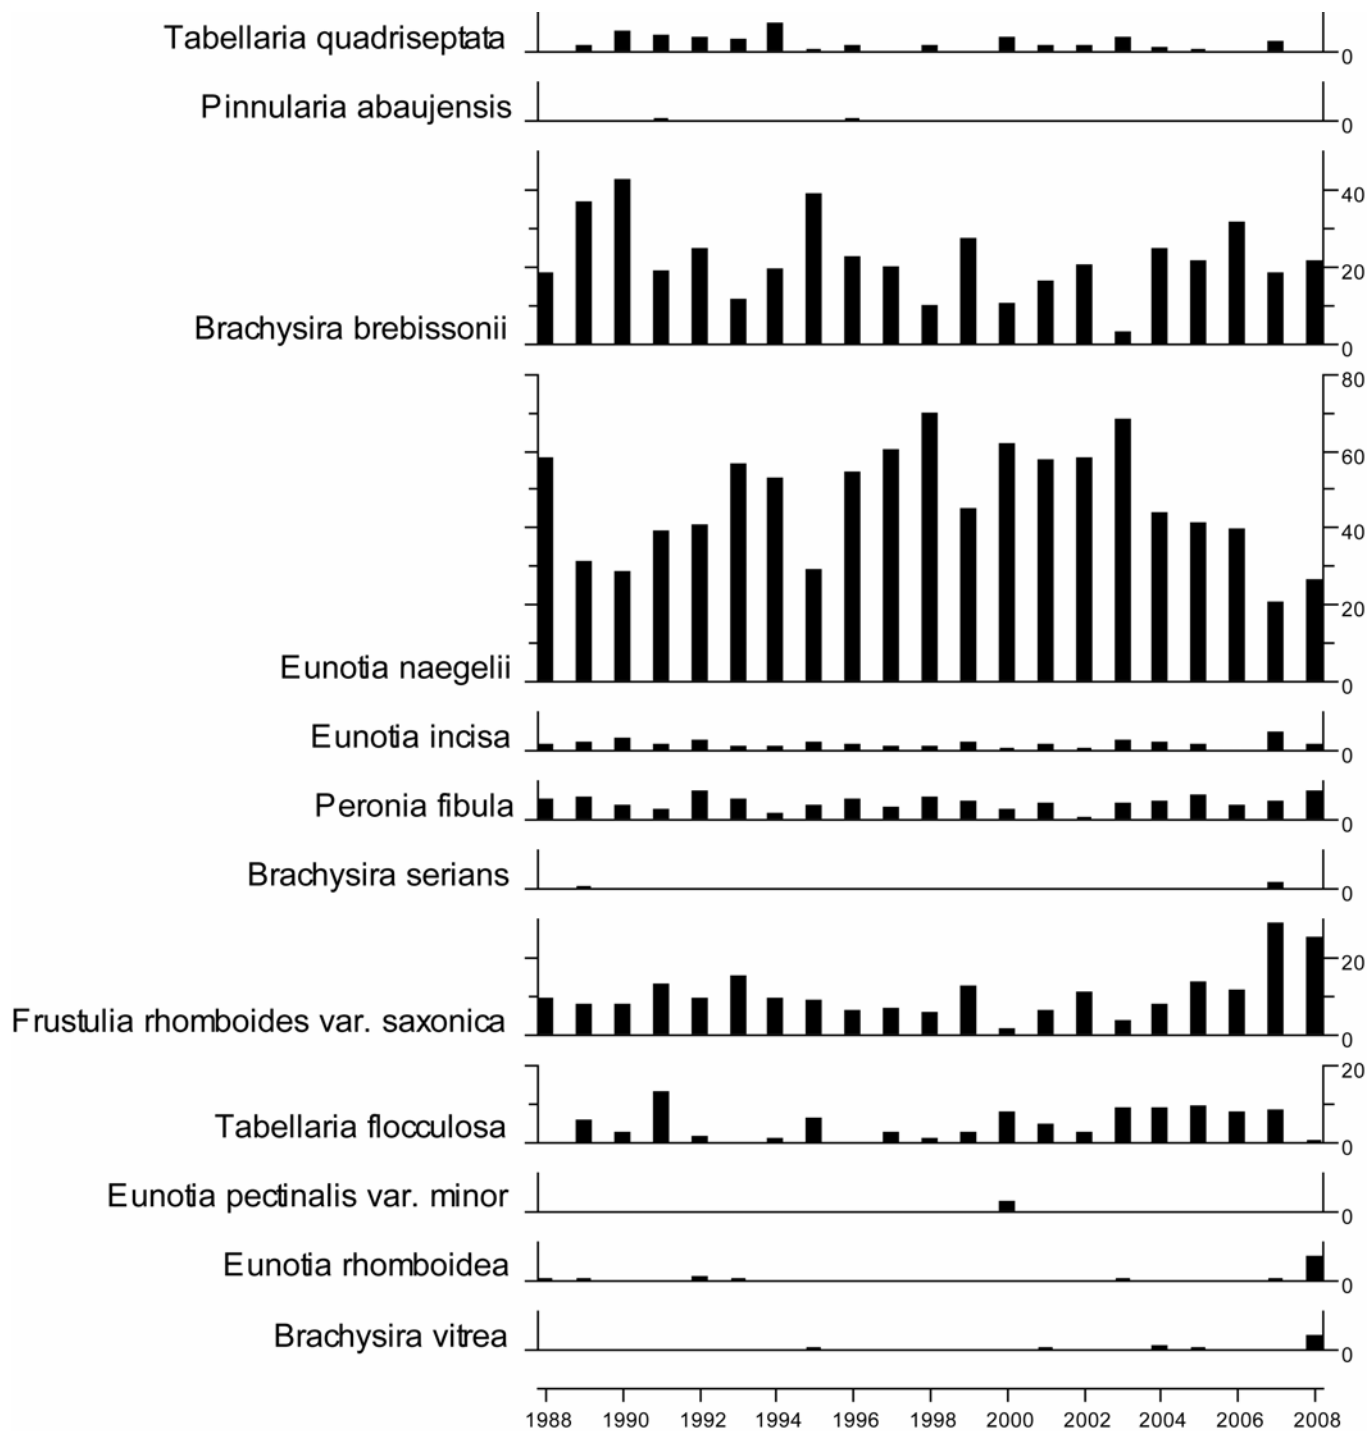 Tabellaria quadriseptata
0
Pinnularia abaujensis
0
40
20
Brachysira brebissonii
0
80
60
40
20
Eunotia naegelii
0
Eunotia incisa
0
Peronia fibula
0
Brachysira serians
0
20
Frustulia rhomboides var. saxonica
0
20
Tabellaria flocculosa
0
Eunotia pectinalis var. minor
0
Eunotia rhomboidea
0
Brachysira vitrea
0
1988 1990 1992 1994 1996 1998 2000 2002 2004 2006 2008